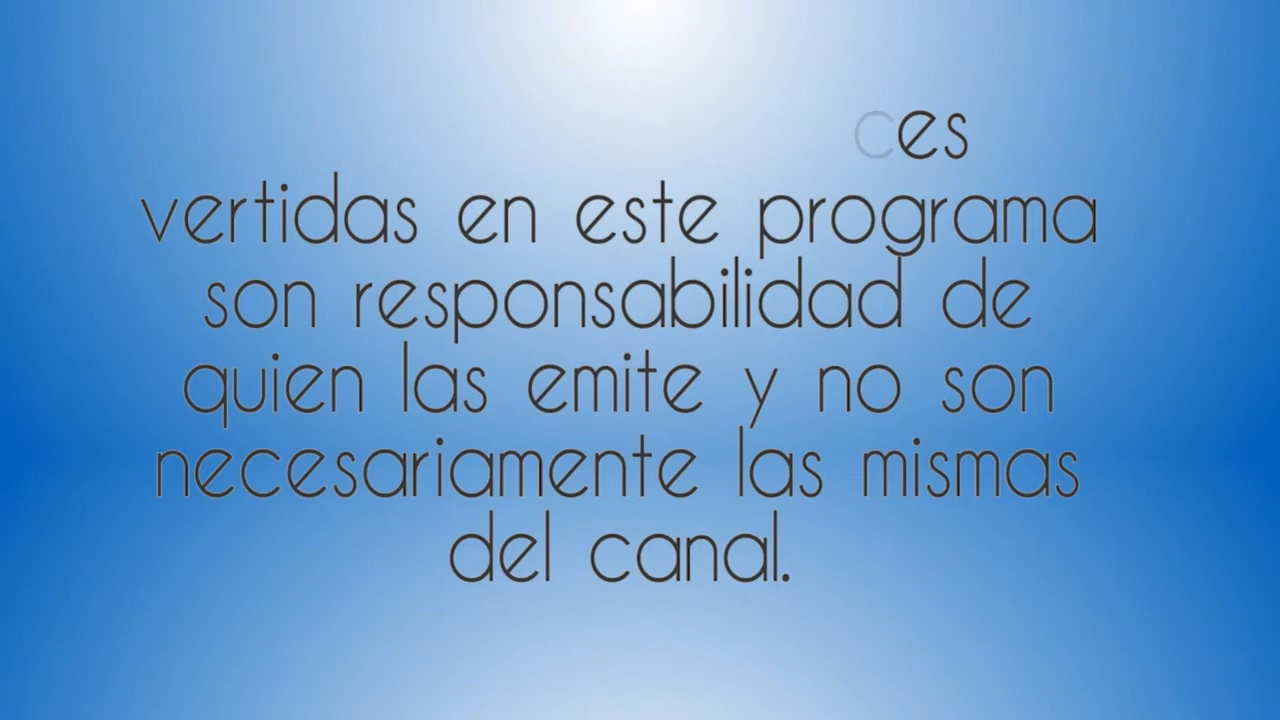 ces
vertidas en este programa
son responsabilidad de
quien las emite y no son
necesariamente las mismas
del canal.